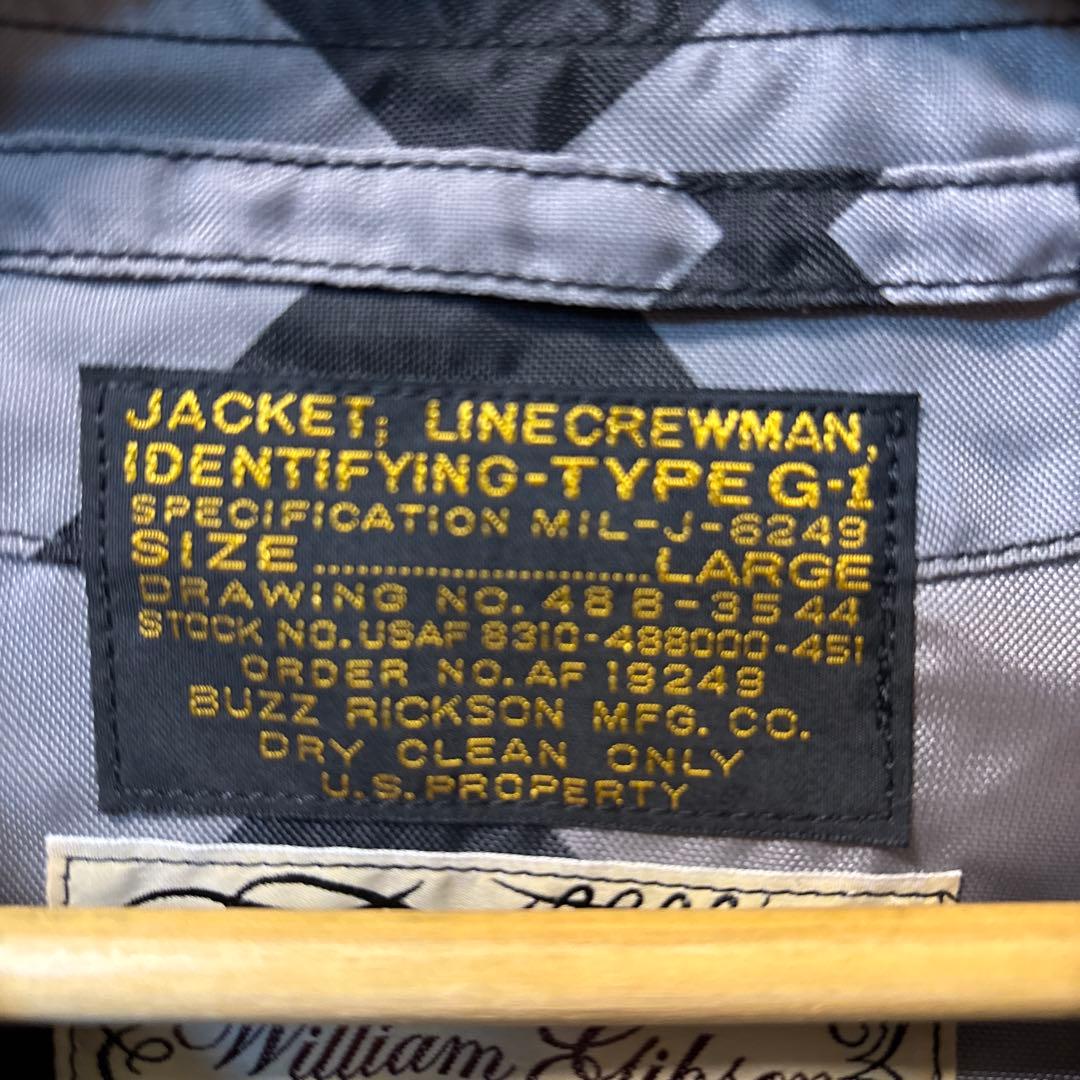 JACKET; LINECREWMAN,
IDENTIFYING-TYPE G-1
SPECIFICATION MIL-J-6249
SIZE ..............................LARGE
DRAWING NO. 48 B-3544
STOCK NO. USAF 8310-488000-451
ORDER NO. AF 19249
BUZZ RICKSON MFG. CO.
DRY CLEAN ONLY
U.S. PROPERTY
William Gibson